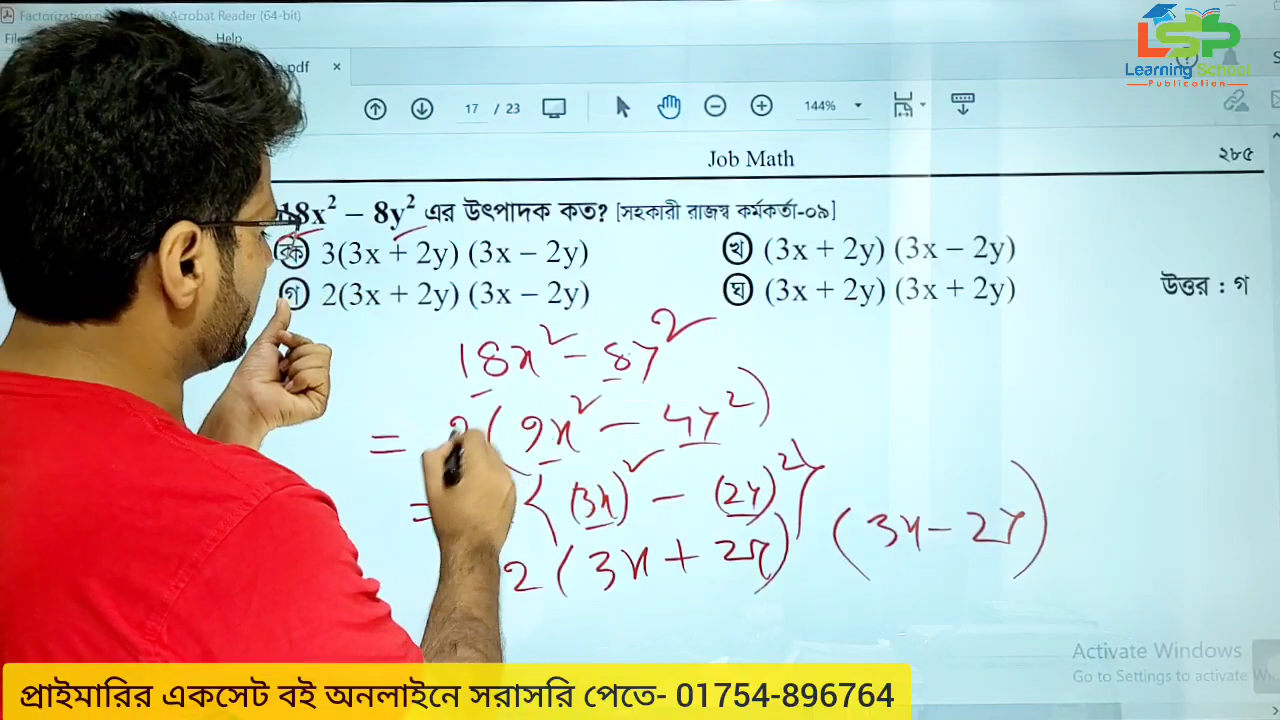 Acrobat Reader (64-bit)
Help
.pdf ×
LSP
Learning School
Publication
17 / 23 144%
Job Math ২৮৫
18x² − 8y² এর উৎপাদক কত? [সহকারী রাজস্ব কর্মকর্তা-০৯]
ক 3(3x + 2y) (3x − 2y) খ (3x + 2y) (3x − 2y)
গ 2(3x + 2y) (3x − 2y) ঘ (3x + 2y) (3x + 2y) উত্তর : গ
18x² − 8y²
= 2(9x² − 4y²)
= {(3x)² − (2y)²}
2(3x + 2y) (3x − 2y)
Activate Windows
Go to Settings to activate
প্রাইমারির একসেট বই অনলাইনে সরাসরি পেতে- 01754-896764